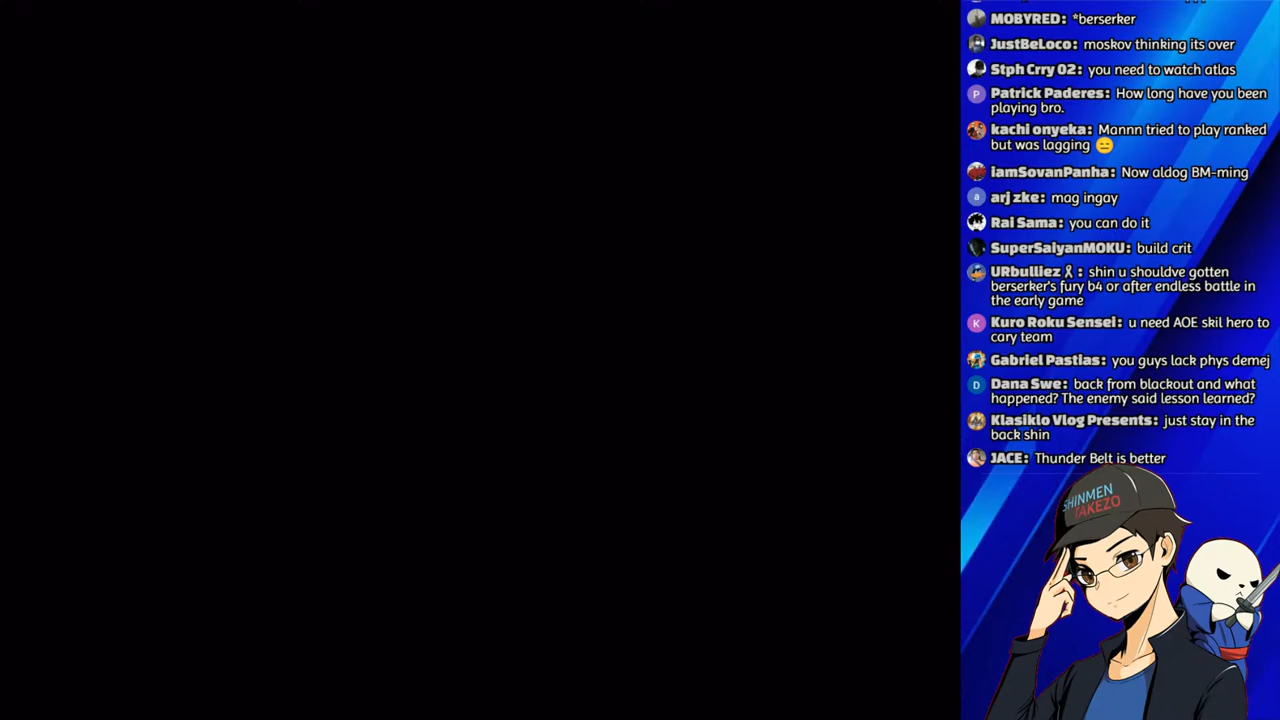 MOBYRED: *berserker
JustBeLoco: moskov thinking its over
Stph Crry 02: you need to watch atlas
P Patrick Paderes: How long have you been
playing bro.
kachi onyeka: Mannn tried to play ranked
but was lagging 😑
iamSovanPanha: Now aldog BM-ming
a arj zke: mag ingay
Rai Sama: you can do it
SuperSaiyanMOKU: build crit
URbulliez🎗: shin u shouldve gotten
berserker's fury b4 or after endless battle in
the early game
K Kuro Roku Sensei: u need AOE skil hero to
cary team
Gabriel Pastias: you guys lack phys demej
D Dana Swe: back from blackout and what
happened? The enemy said lesson learned?
Klasiklo Vlog Presents: just stay in the
back shin
JACE: Thunder Belt is better
SHINMEN
TAKEZO